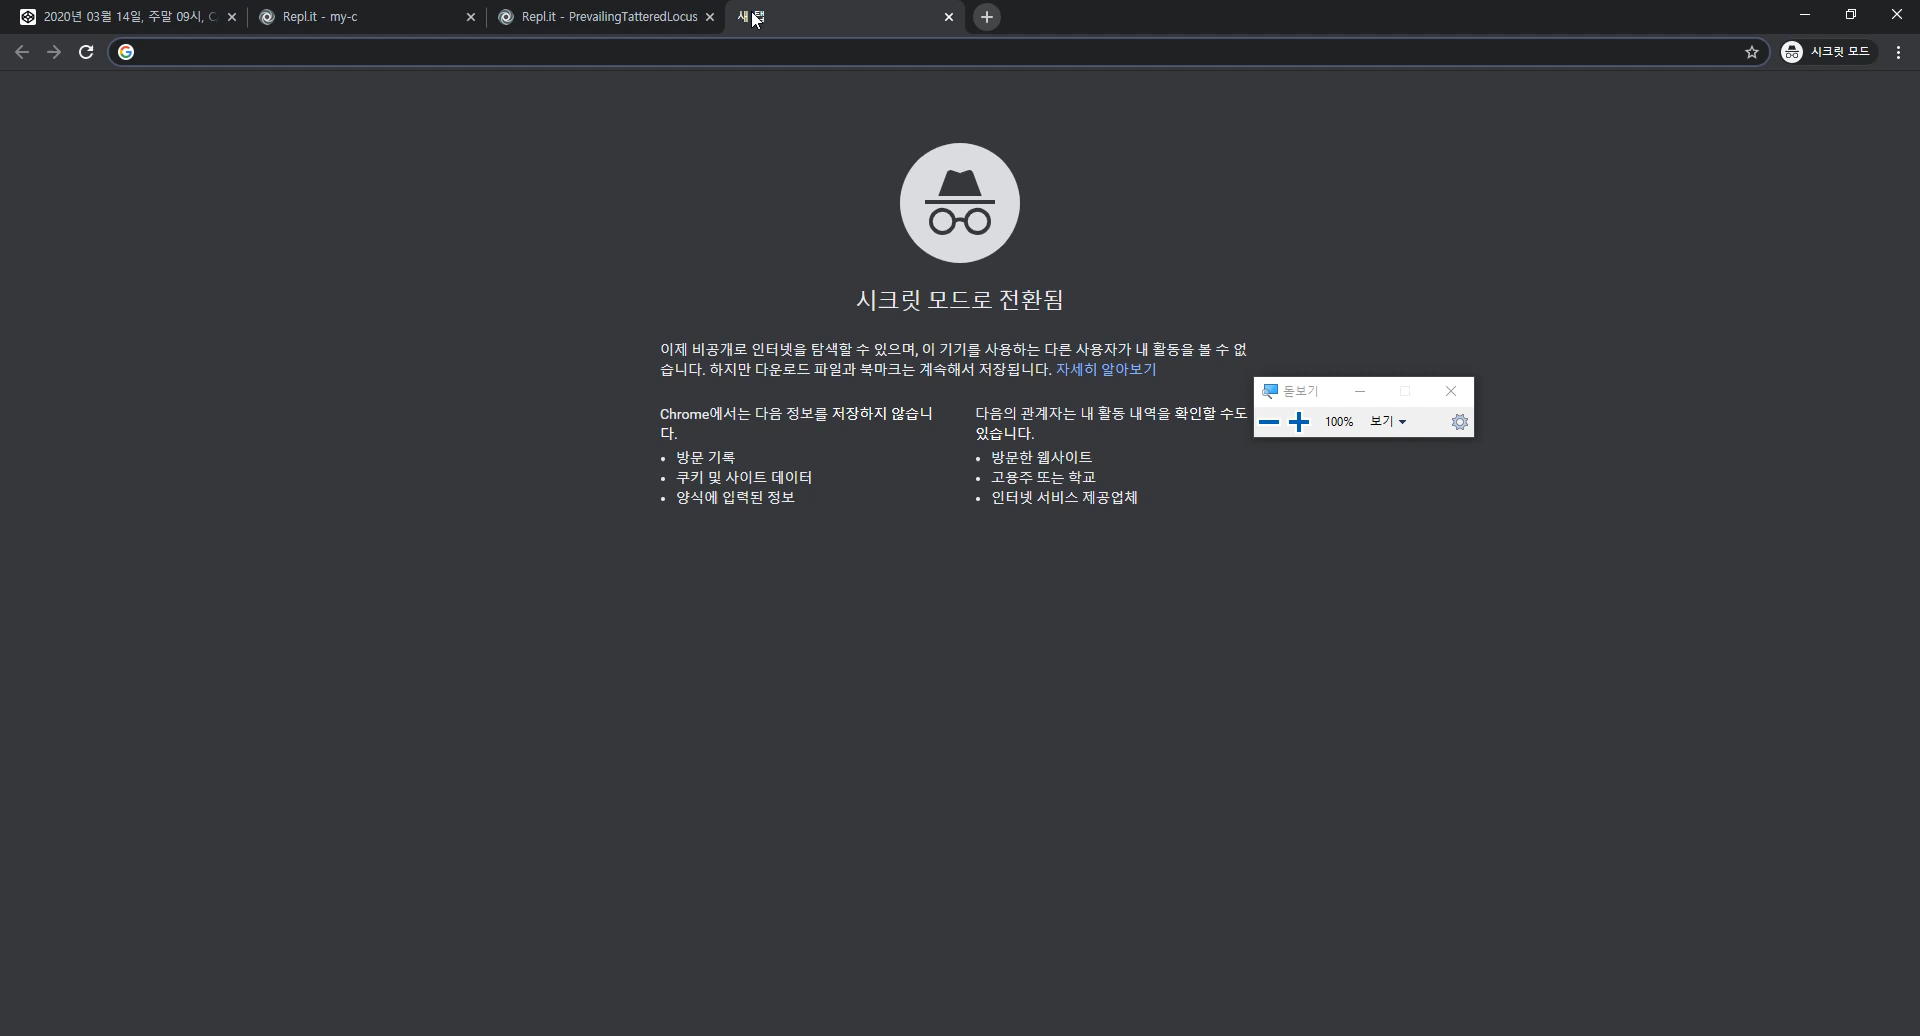 2020년 03월 14일, 주말 09시, C
Repl.it - my-c
Repl.it - PrevailingTatteredLocus
새 탭
시크릿 모드
시크릿 모드로 전환됨
이제 비공개로 인터넷을 탐색할 수 있으며, 이 기기를 사용하는 다른 사용자가 내 활동을 볼 수 없
습니다. 하지만 다운로드 파일과 북마크는 계속해서 저장됩니다. 자세히 알아보기
Chrome에서는 다음 정보를 저장하지 않습니
다.
• 방문 기록
• 쿠키 및 사이트 데이터
• 양식에 입력된 정보
다음의 관계자는 내 활동 내역을 확인할 수도
있습니다.
• 방문한 웹사이트
• 고용주 또는 학교
• 인터넷 서비스 제공업체
돋보기
100% 보기